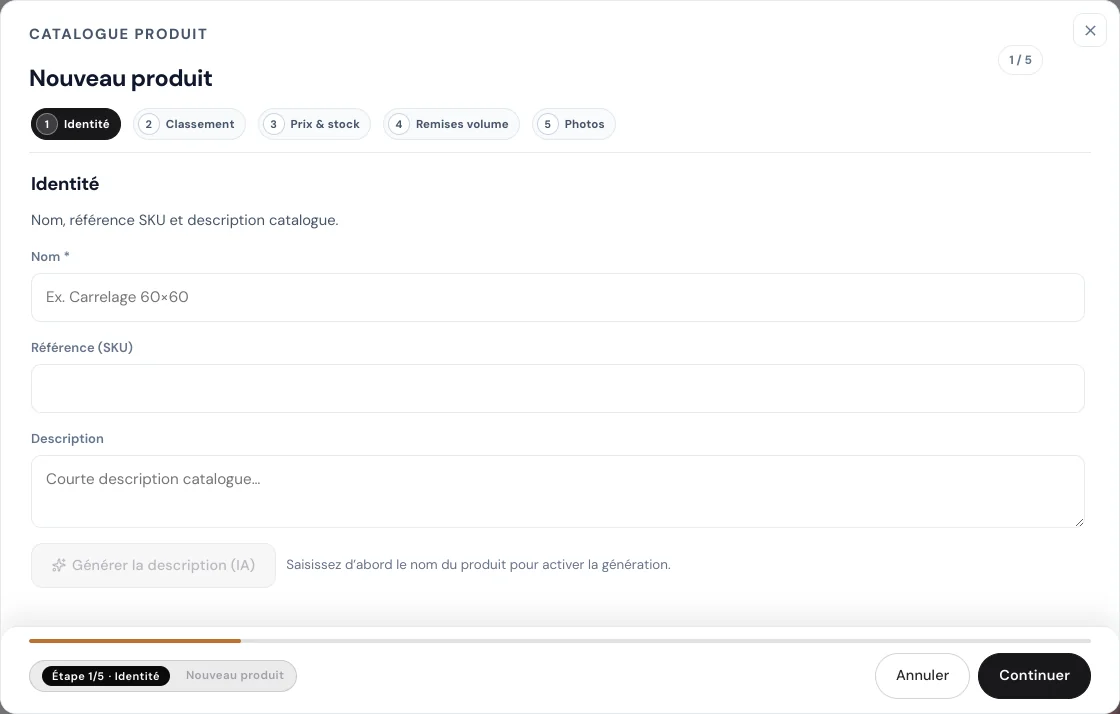 CATALOGUE PRODUIT
1 / 5
Nouveau produit
1 Identité
2 Classement
3 Prix & stock
4 Remises volume
5 Photos
Identité
Nom, référence SKU et description catalogue.
Nom *
Ex. Carrelage 60×60
Référence (SKU)
Description
Courte description catalogue…
Générer la description (IA)
Saisissez d’abord le nom du produit pour activer la génération.
Étape 1/5 · Identité
Nouveau produit
Annuler
Continuer